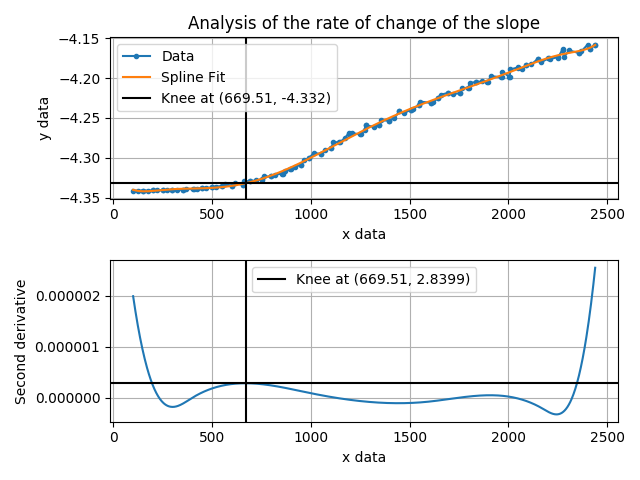 Analysis of the rate of change of the slope
−4.15
−4.20
−4.25
−4.30
−4.35
y data
Data
Spline Fit
Knee at (669.51, -4.332)
0
500
1000
1500
2000
2500
x data
0.000002
0.000001
0.000000
Second derivative
Knee at (669.51, 2.8399)
0
500
1000
1500
2000
2500
x data